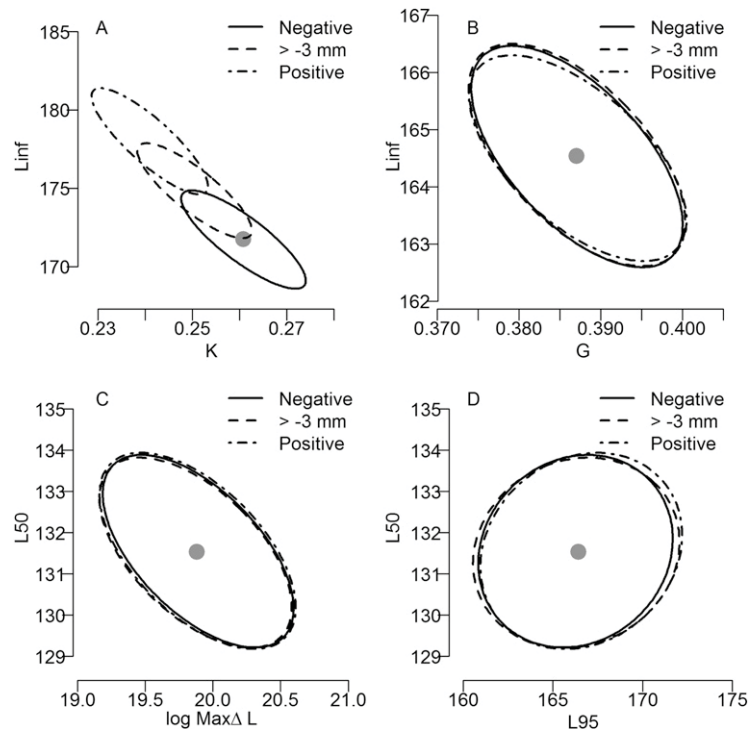 A
Negative
> -3 mm
Positive
185
180
175
170
Linf
0.23
0.25
0.27
K
B
Negative
> -3 mm
Positive
167
166
165
164
163
162
Linf
0.370
0.380
0.390
0.400
G
C
Negative
> -3 mm
Positive
135
134
133
132
131
130
129
L50
19.0
19.5
20.0
20.5
21.0
log MaxΔ L
D
Negative
> -3 mm
Positive
135
134
133
132
131
130
129
L50
160
165
170
175
L95